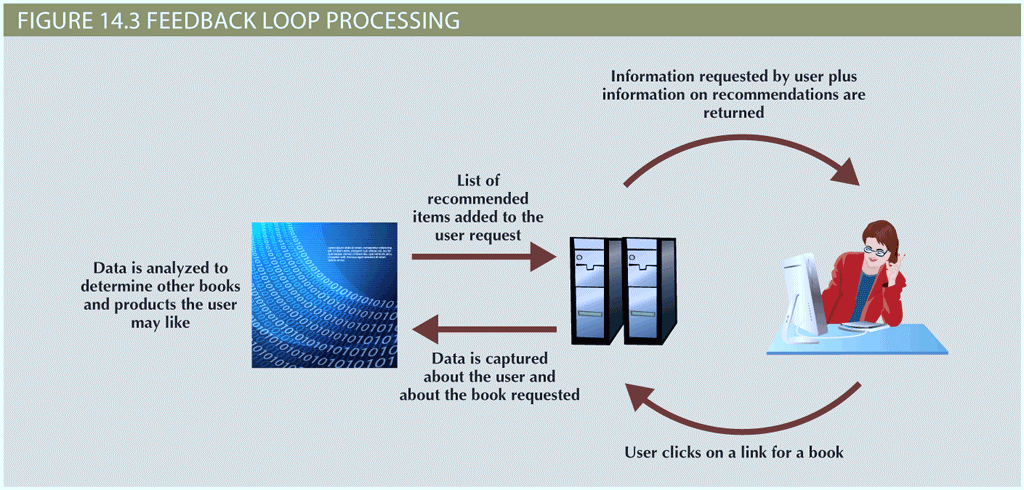 FIGURE 14.3 FEEDBACK LOOP PROCESSING
Information requested by user plus
information on recommendations are
returned
List of
recommended
items added to the
user request
Data is analyzed to
determine other books
and products the user
may like
Data is captured
about the user and
about the book requested
User clicks on a link for a book